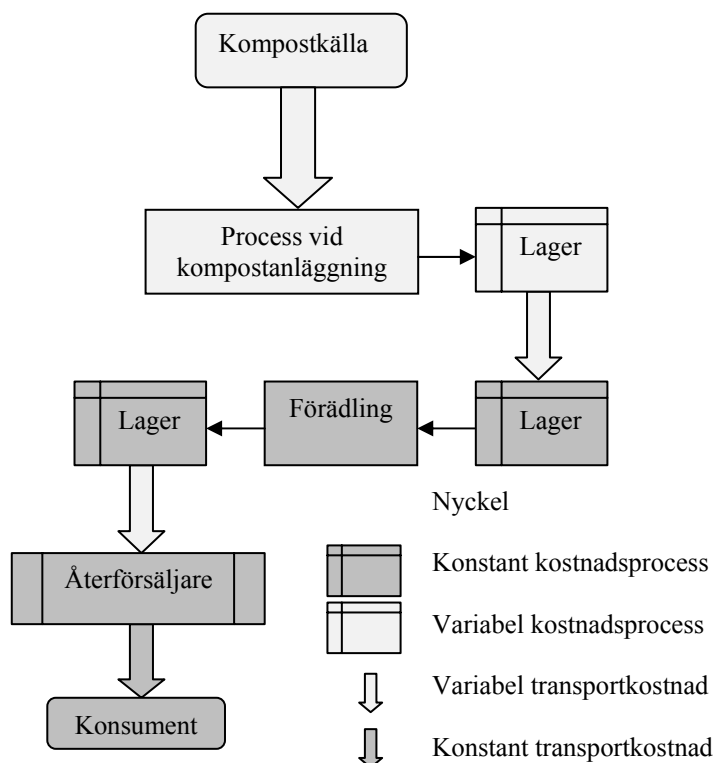 Kompostkälla
Process vid
kompostanläggning
Lager
Lager
Förädling
Lager
Återförsäljare
Konsument
Nyckel
Konstant kostnadsprocess
Variabel kostnadsprocess
Variabel transportkostnad
Konstant transportkostnad